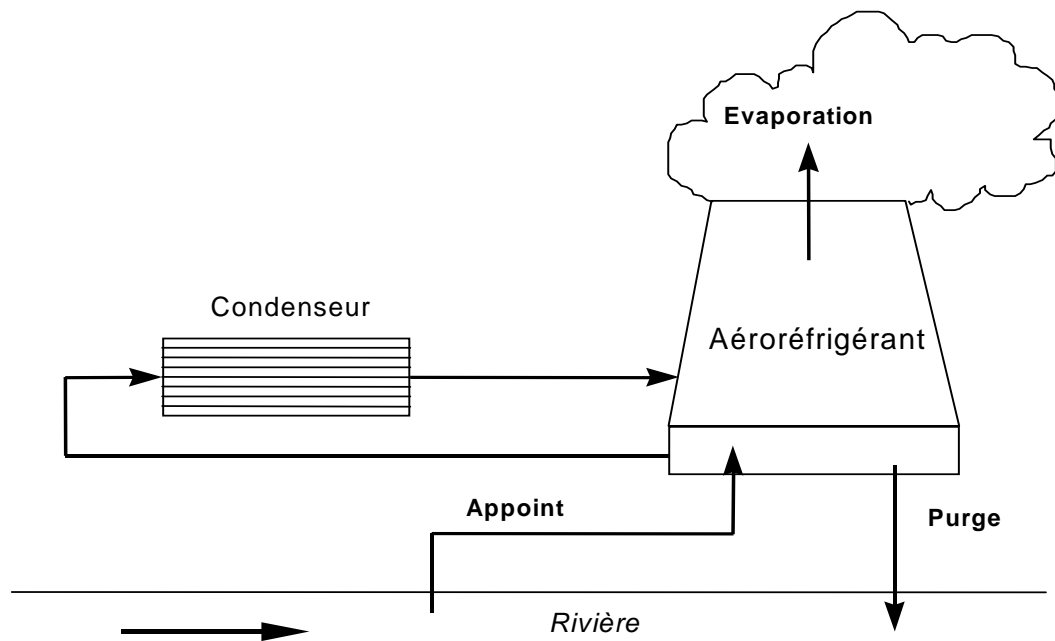 Evaporation
Condenseur
Aéroréfrigérant
Appoint
Purge
Rivière